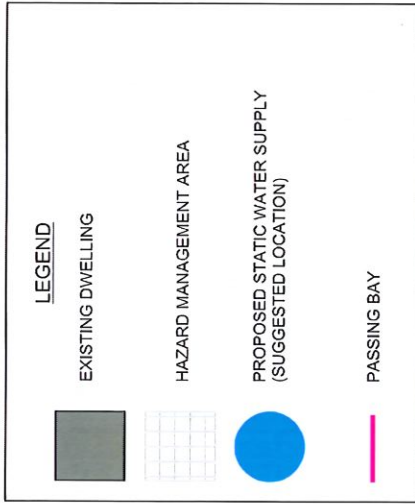 LEGEND
EXISTING DWELLING
HAZARD MANAGEMENT AREA
PROPOSED STATIC WATER SUPPLY
(SUGGESTED LOCATION)
PASSING BAY